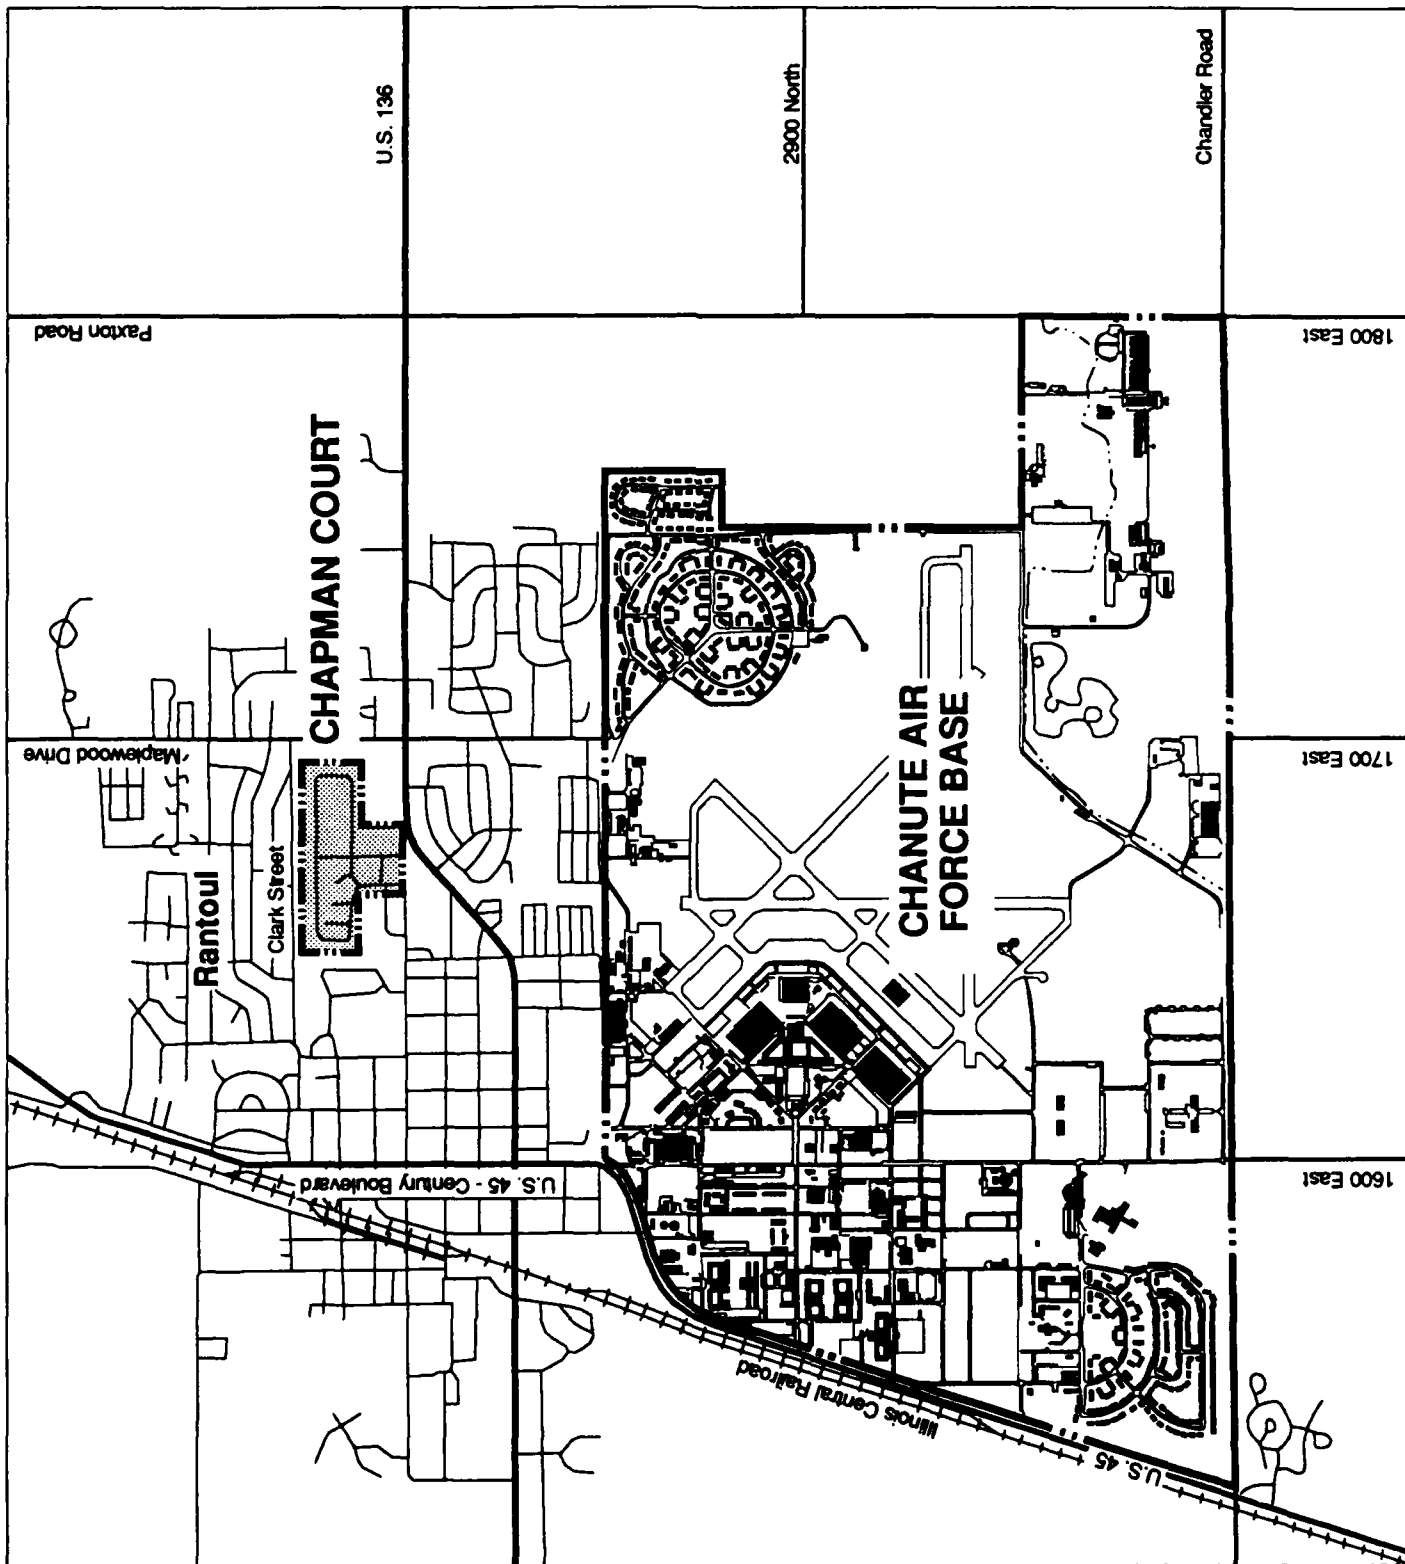 U.S. 136
2900 North
Chandler Road
Paxton Road
1800 East
CHAPMAN COURT
Maplewood Drive
1700 East
Rantoul
Clark Street
CHANUTE AIR
FORCE BASE
U.S. 45 - Century Boulevard
1600 East
Illinois Central Railroad
U.S. 45